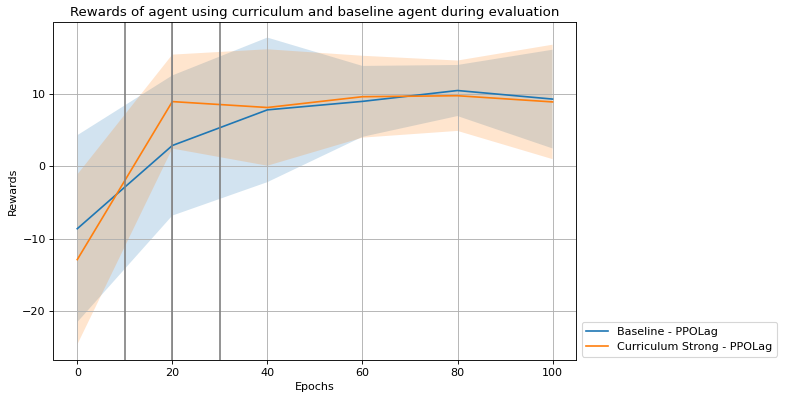 Rewards of agent using curriculum and baseline agent during evaluation
10
0
−10
−20
Rewards
0
20
40
60
80
100
Epochs
Baseline - PPOLag
Curriculum Strong - PPOLag